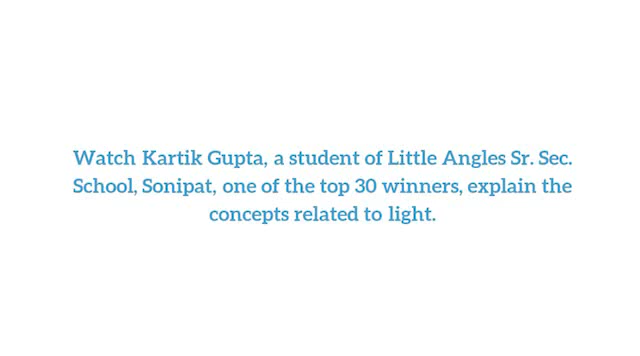 Watch Kartik Gupta, a student of Little Angles Sr. Sec.
School, Sonipat, one of the top 30 winners, explain the
concepts related to light.